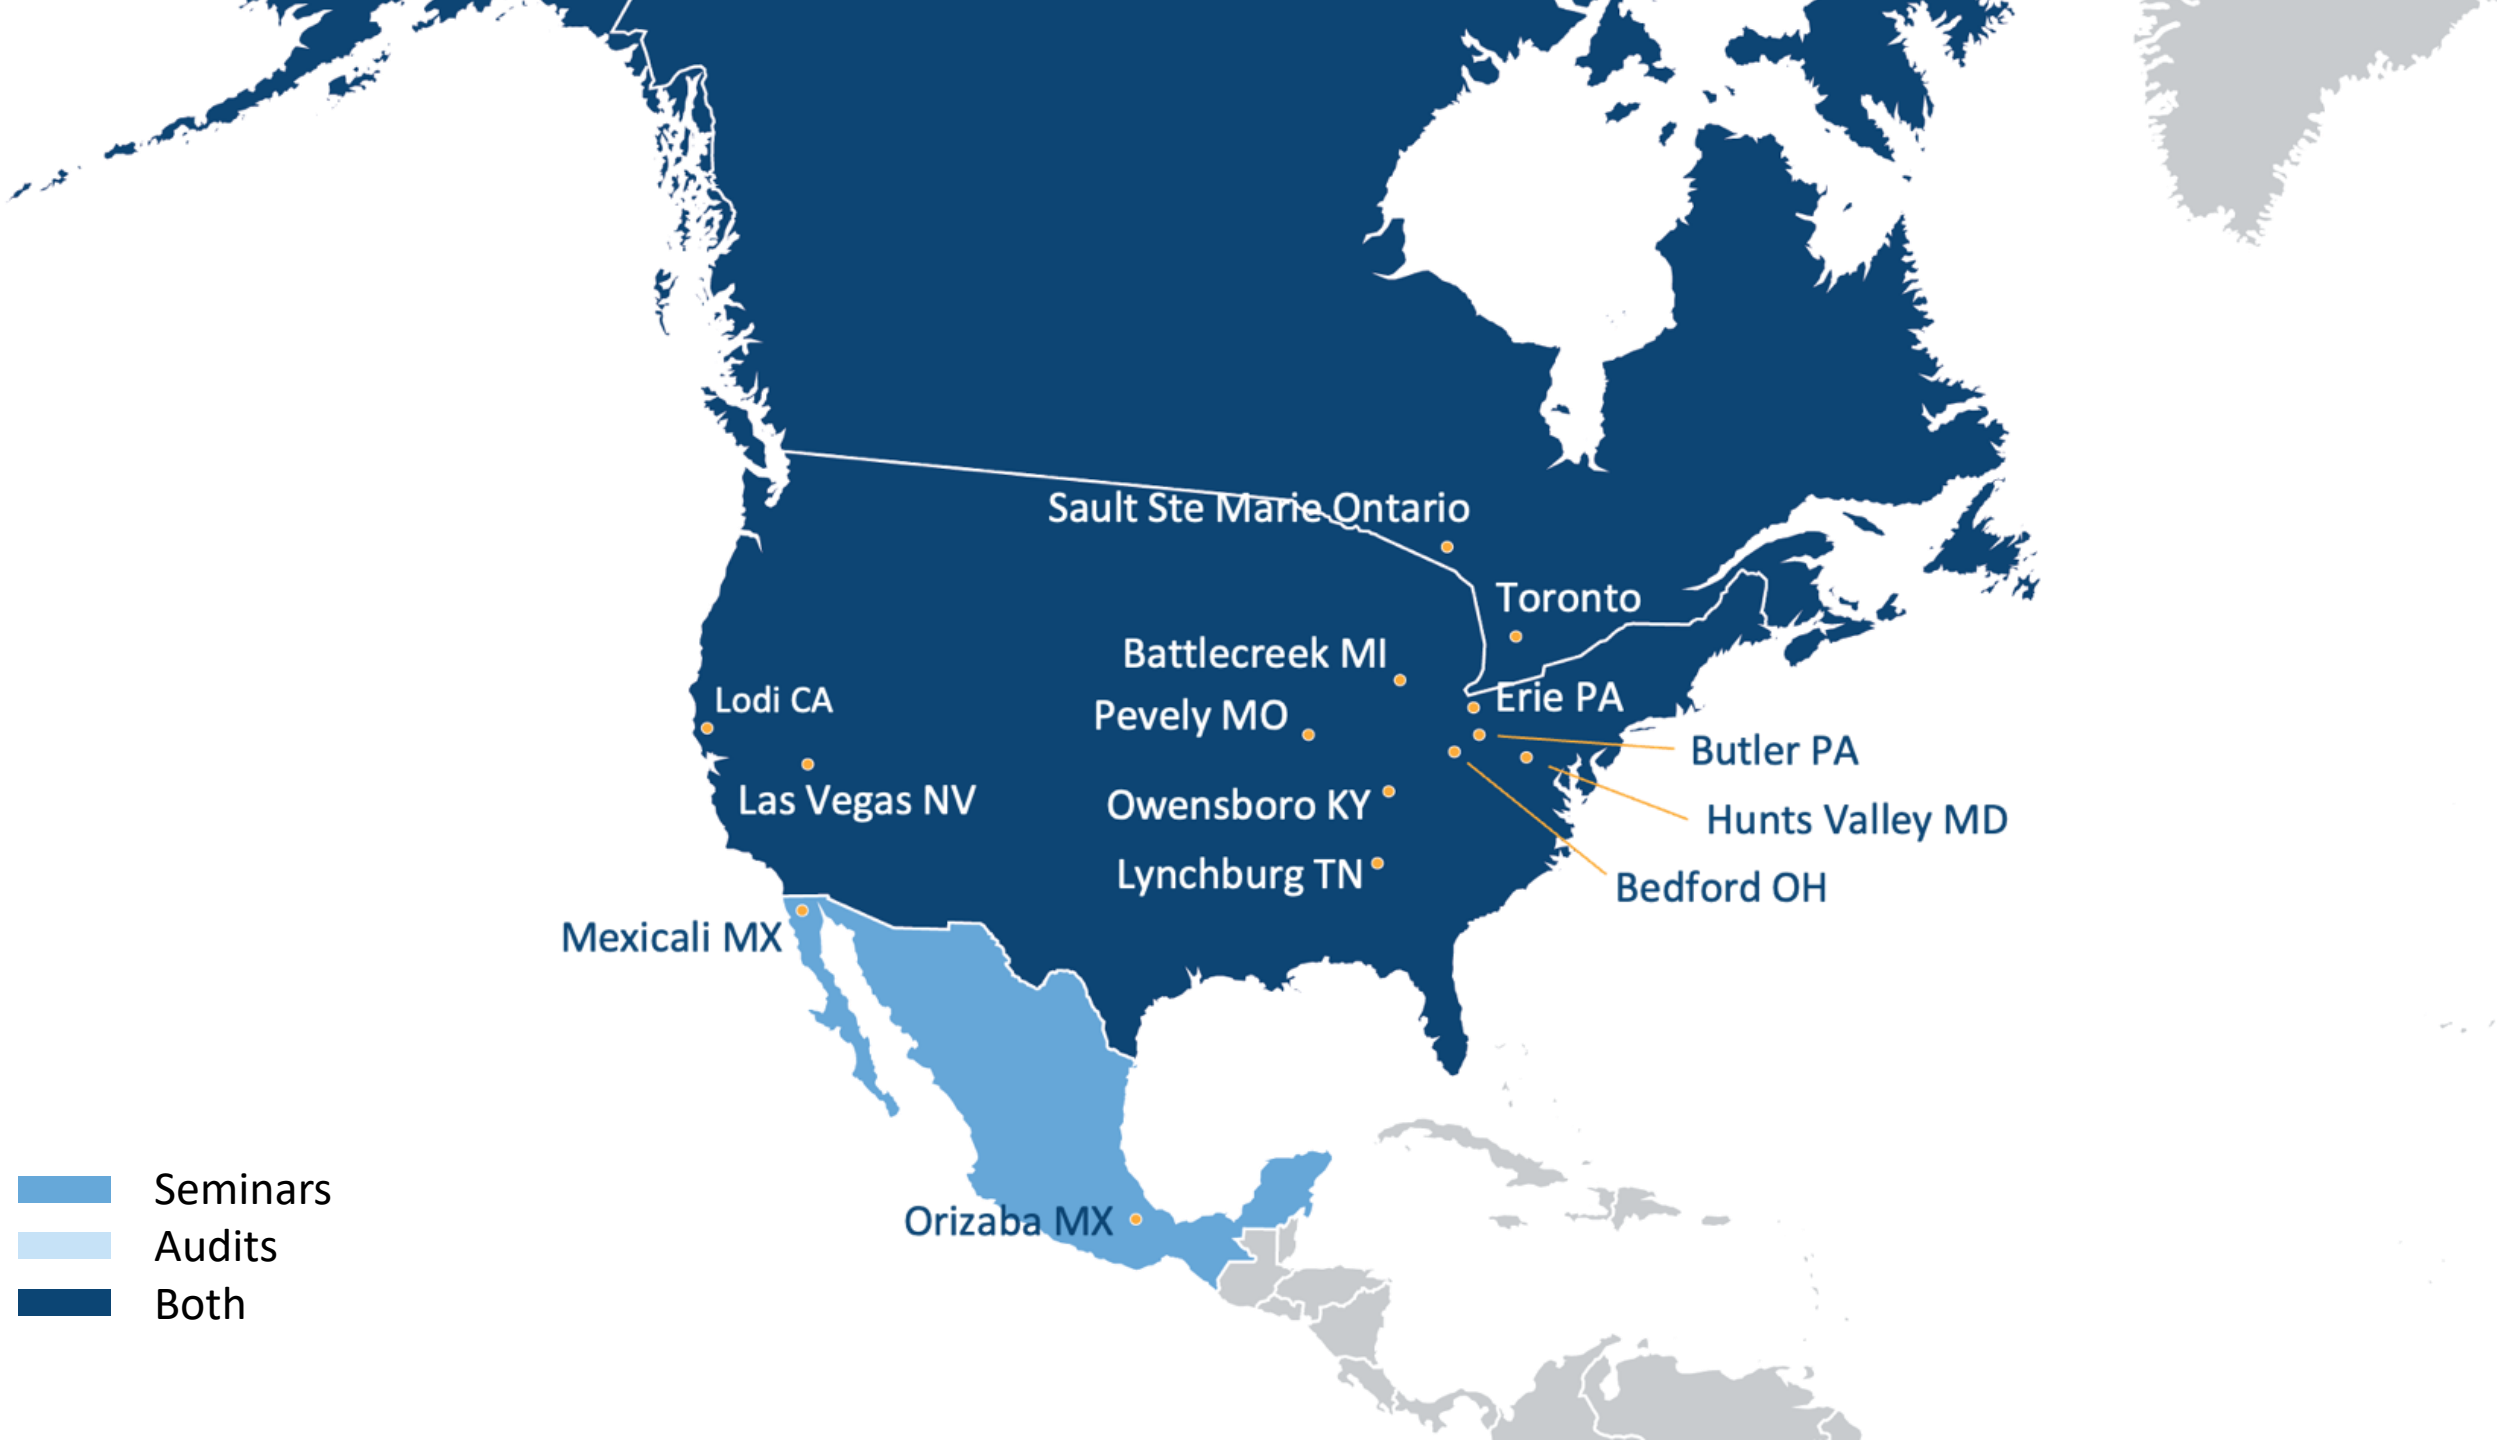 Sault Ste Marie Ontario
Toronto
Battlecreek MI
Erie PA
Lodi CA
Pevely MO
Butler PA
Las Vegas NV
Owensboro KY
Hunts Valley MD
Lynchburg TN
Bedford OH
Mexicali MX
Orizaba MX
Seminars
Audits
Both